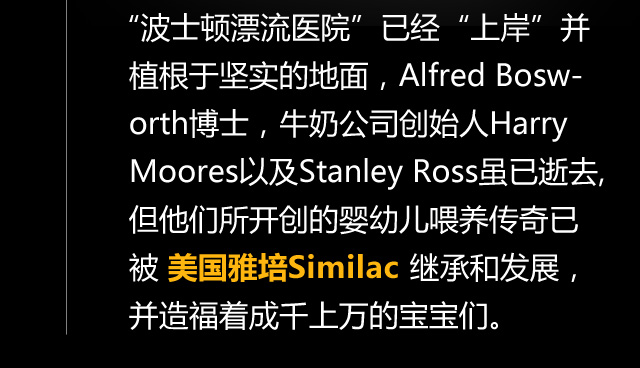 “波士顿漂流医院”已经“上岸”并
植根于坚实的地面，Alfred Bosw-
orth博士，牛奶公司创始人Harry
Moores以及Stanley Ross虽已逝去,
但他们所开创的婴幼儿喂养传奇已
被 美国雅培Similac 继承和发展，
并造福着成千上万的宝宝们。